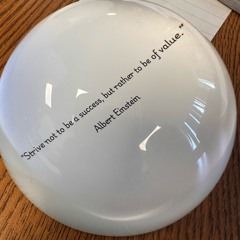 "Strive not to be a success, but rather to be of value."
Albert Einstein